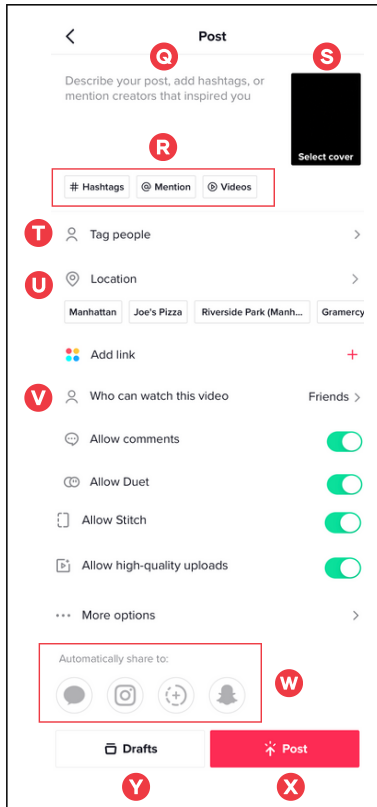 Post
Q
S
Describe your post, add hashtags, or
mention creators that inspired you
R
Select cover
# Hashtags @ Mention Videos
T Tag people
U Location
Manhattan Joe's Pizza Riverside Park (Manh... Gramercy
Add link +
V Who can watch this video Friends >
Allow comments
Allow Duet
Allow Stitch
Allow high-quality uploads
More options
Automatically share to:
W
Drafts Post
Y X